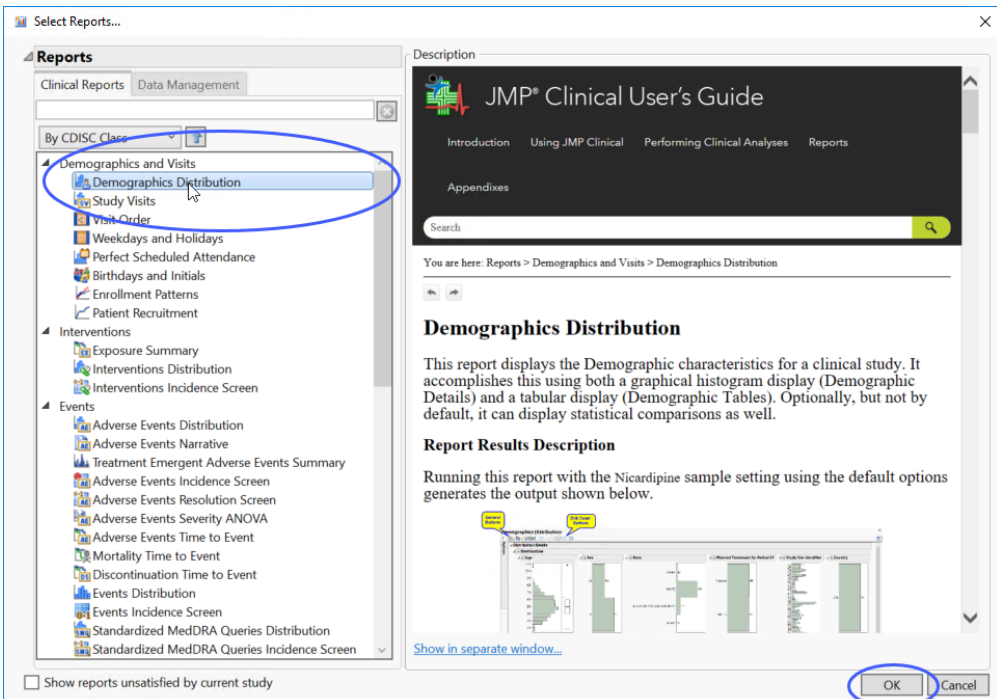 Select Reports...
Reports
Clinical Reports Data Management
By CDISC Class
Demographics and Visits
Demographics Distribution
Study Visits
Visit Order
Weekdays and Holidays
Perfect Scheduled Attendance
Birthdays and Initials
Enrollment Patterns
Patient Recruitment
Interventions
Exposure Summary
Interventions Distribution
Interventions Incidence Screen
Events
Adverse Events Distribution
Adverse Events Narrative
Treatment Emergent Adverse Events Summary
Adverse Events Incidence Screen
Adverse Events Resolution Screen
Adverse Events Severity ANOVA
Adverse Events Time to Event
Mortality Time to Event
Discontinuation Time to Event
Events Distribution
Events Incidence Screen
Standardized MedDRA Queries Distribution
Standardized MedDRA Queries Incidence Screen
Show reports unsatisfied by current study
Description
JMP® Clinical User's Guide
Introduction Using JMP Clinical Performing Clinical Analyses Reports
Appendixes
Search
You are here: Reports > Demographics and Visits > Demographics Distribution
Demographics Distribution
This report displays the Demographic characteristics for a clinical study. It
accomplishes this using both a graphical histogram display (Demographic
Details) and a tabular display (Demographic Tables). Optionally, but not by
default, it can display statistical comparisons as well.
Report Results Description
Running this report with the Nicardipine sample setting using the default options
generates the output shown below.
Show in separate window...
OK Cancel